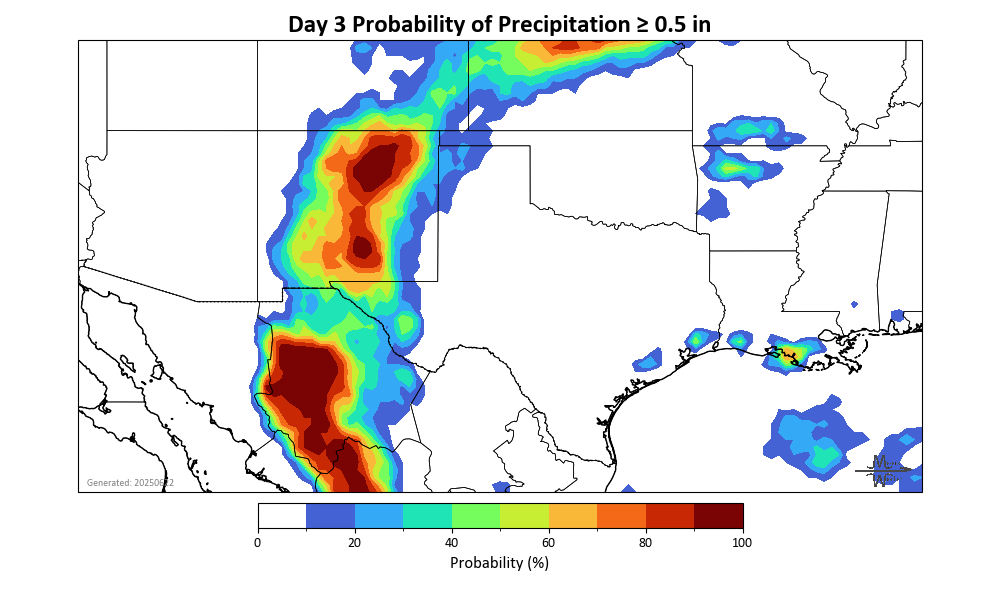 Day 3 Probability of Precipitation ≥ 0.5 in
Generated: 20250622
0 20 40 60 80 100
Probability (%)